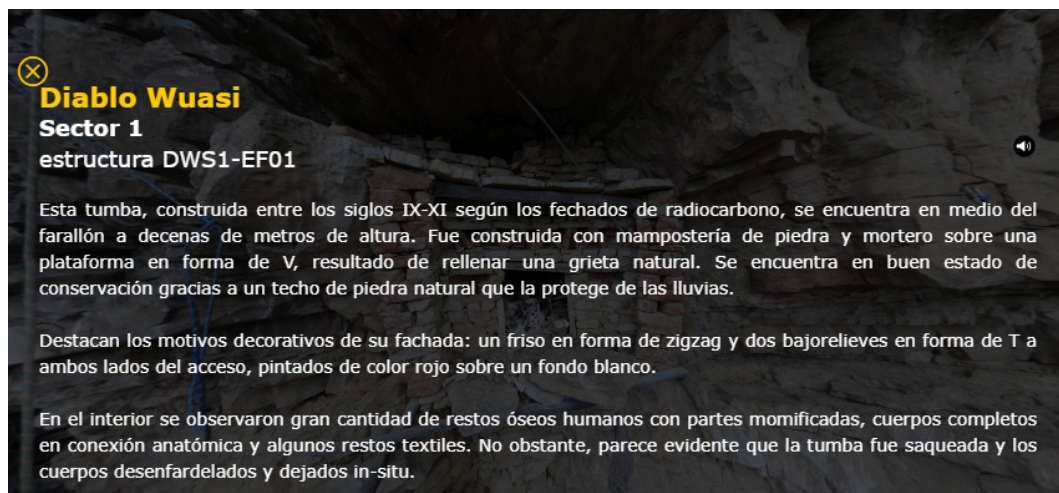 Diablo Wuasi
Sector 1
estructura DWS1-EF01
Esta tumba, construida entre los siglos IX-XI según los fechados de radiocarbono, se encuentra en medio del
farallón a decenas de metros de altura. Fue construida con mampostería de piedra y mortero sobre una
plataforma en forma de V, resultado de rellenar una grieta natural. Se encuentra en buen estado de
conservación gracias a un techo de piedra natural que la protege de las lluvias.
Destacan los motivos decorativos de su fachada: un friso en forma de zigzag y dos bajorelieves en forma de T a
ambos lados del acceso, pintados de color rojo sobre un fondo blanco.
En el interior se observaron gran cantidad de restos óseos humanos con partes momificadas, cuerpos completos
en conexión anatómica y algunos restos textiles. No obstante, parece evidente que la tumba fue saqueada y los
cuerpos desenfardelados y dejados in-situ.